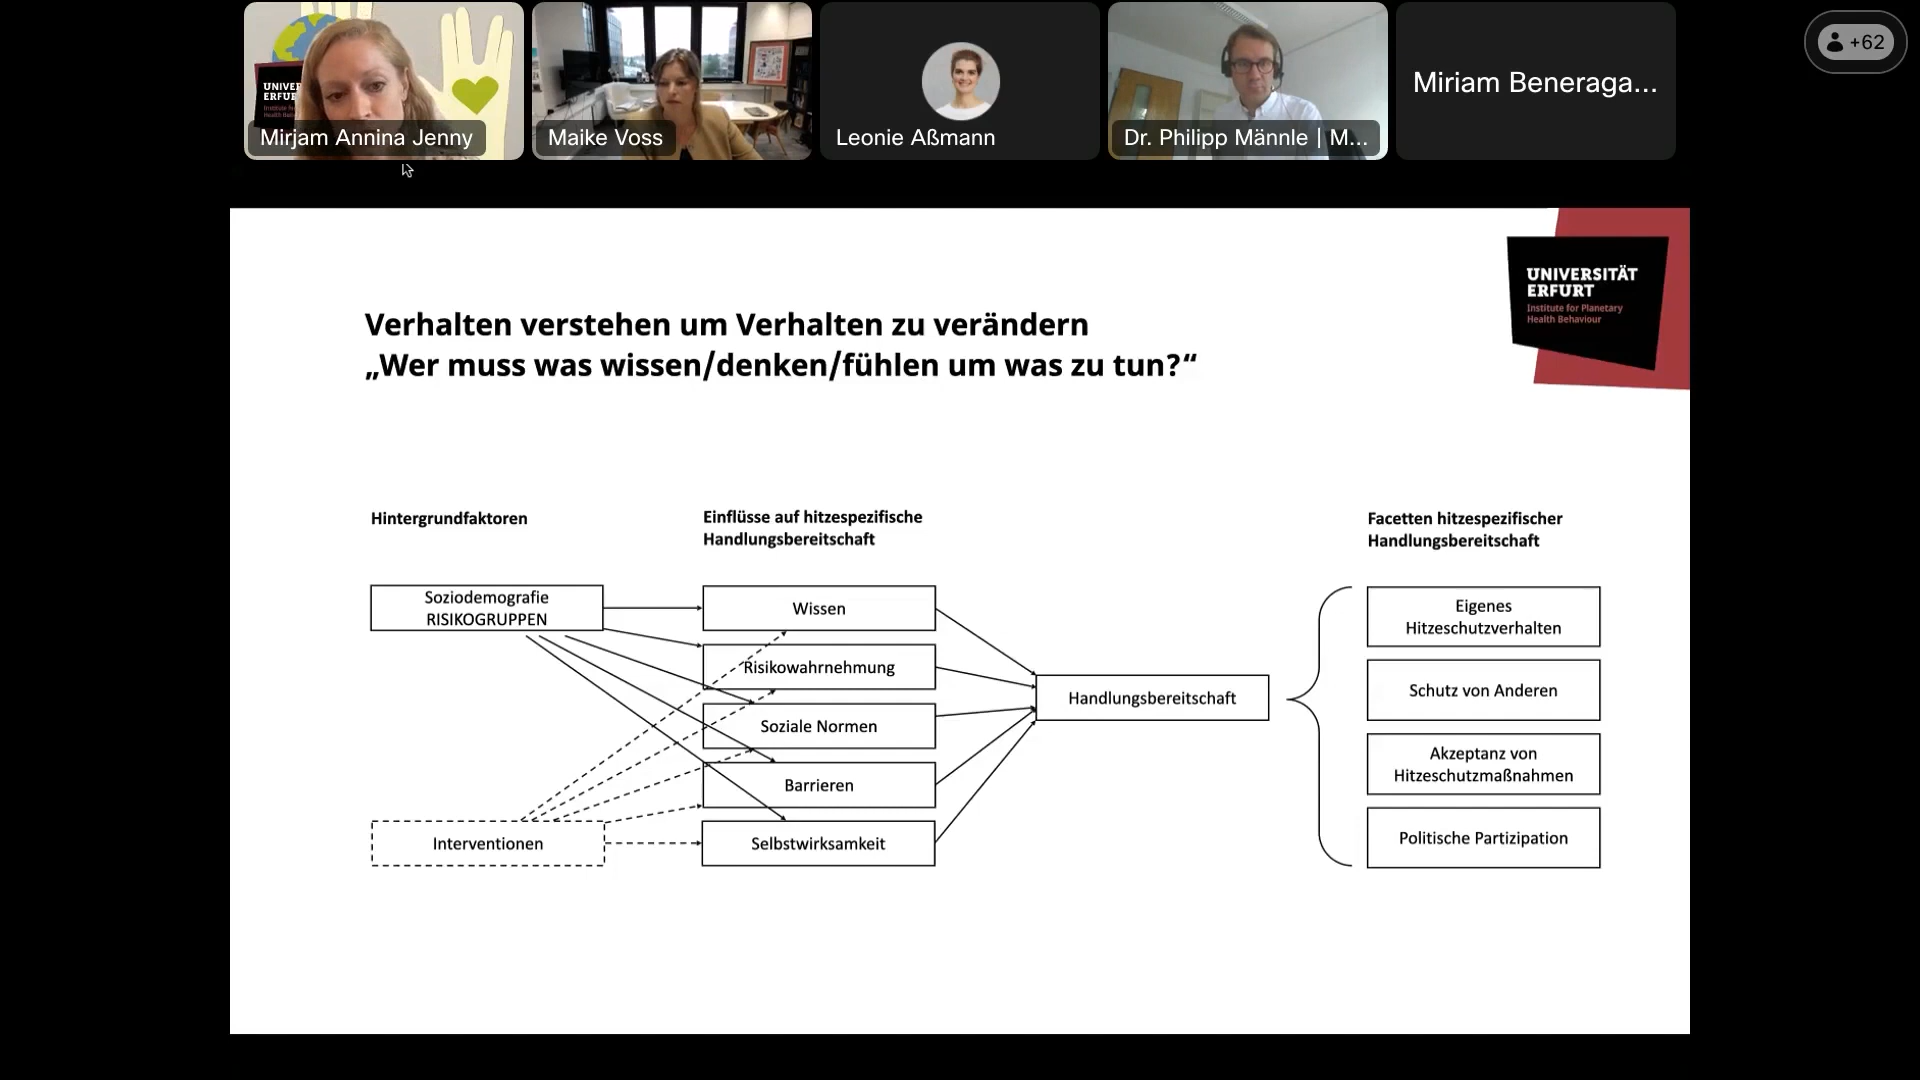 UNIVER
ERFUR
Mirjam Annina Jenny
Maike Voss
Leonie Aßmann
Dr. Philipp Männle | M...
Miriam Beneraga...
+62
UNIVERSITÄT
ERFURT
Institute for Planetary
Health Behaviour
Verhalten verstehen um Verhalten zu verändern
„Wer muss was wissen/denken/fühlen um was zu tun?“
Hintergrundfaktoren
Einflüsse auf hitzespezifische
Handlungsbereitschaft
Facetten hitzespezifischer
Handlungsbereitschaft
Soziodemografie
RISIKOGRUPPEN
Wissen
Risikowahrnehmung
Soziale Normen
Barrieren
Selbstwirksamkeit
Interventionen
Handlungsbereitschaft
Eigenes
Hitzeschutzverhalten
Schutz von Anderen
Akzeptanz von
Hitzeschutzmaßnahmen
Politische Partizipation